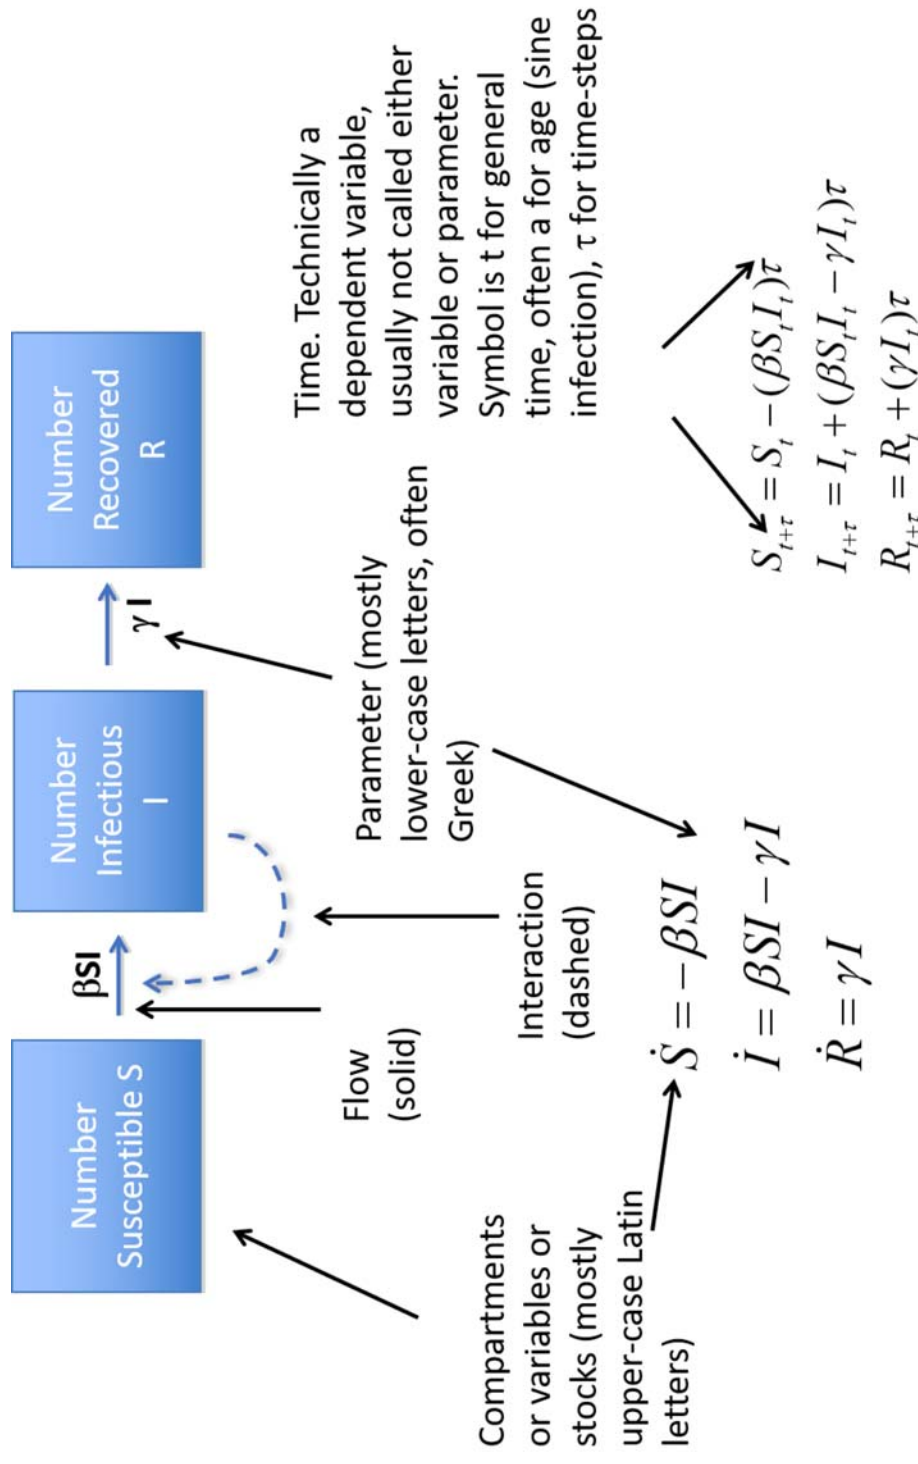 Number
Susceptible S
βSI
Number
Infectious
I
γ I
Number
Recovered
R
Flow
(solid)
Interaction
(dashed)
Parameter (mostly
lower-case letters, often
Greek)
Time. Technically a
dependent variable,
usually not called either
variable or parameter.
Symbol is t for general
time, often a for age (sine
infection), τ for time-steps
Compartments
or variables or
stocks (mostly
upper-case Latin
letters)
Ṡ = −βSI
İ = βSI − γI
Ṙ = γI
S_{t+τ} = S_t − (βS_tI_t)τ
I_{t+τ} = I_t + (βS_tI_t − γI_t)τ
R_{t+τ} = R_t + (γI_t)τ